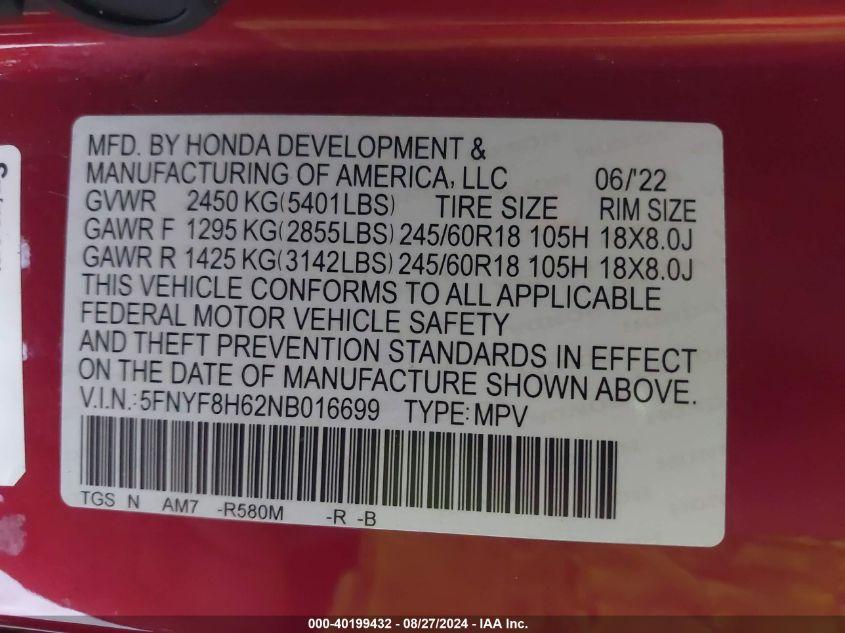 MFD. BY HONDA DEVELOPMENT &
MANUFACTURING OF AMERICA, LLC 06/'22
GVWR 2450 KG(5401LBS) TIRE SIZE RIM SIZE
GAWR F 1295 KG(2855LBS) 245/60R18 105H 18X8.0J
GAWR R 1425 KG(3142LBS) 245/60R18 105H 18X8.0J
THIS VEHICLE CONFORMS TO ALL APPLICABLE
FEDERAL MOTOR VEHICLE SAFETY
AND THEFT PREVENTION STANDARDS IN EFFECT
ON THE DATE OF MANUFACTURE SHOWN ABOVE.
V.I.N.:5FNYF8H62NB016699 TYPE:MPV
TGS N AM7 -R580M -R -B
000-40199432 - 08/27/2024 - IAA Inc.